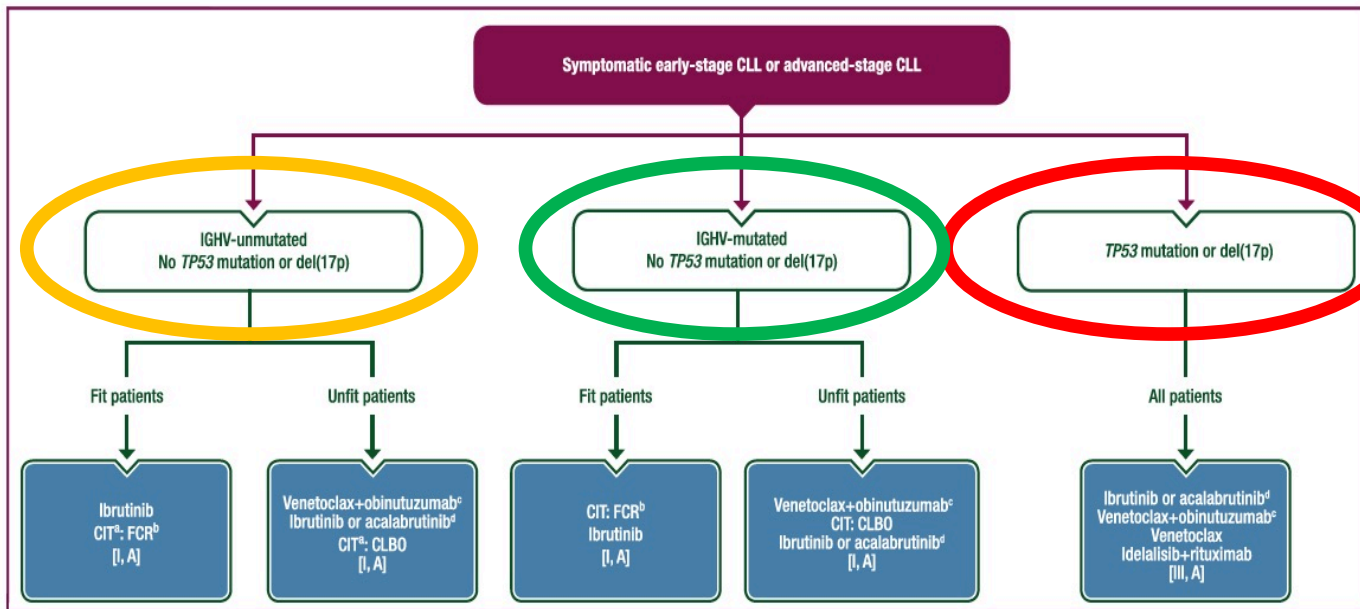 Symptomatic early-stage CLL or advanced-stage CLL
IGHV-unmutated
No TP53 mutation or del(17p)
IGHV-mutated
No TP53 mutation or del(17p)
TP53 mutation or del(17p)
Fit patients
Unfit patients
Fit patients
Unfit patients
All patients
Ibrutinib
CITᵃ: FCRᵇ
[I, A]
Venetoclax+obinutuzumabᶜ
Ibrutinib or acalabrutinibᵈ
CITᵃ: CLBO
[I, A]
CIT: FCRᵇ
Ibrutinib
[I, A]
Venetoclax+obinutuzumabᶜ
CIT: CLBO
Ibrutinib or acalabrutinibᵈ
[I, A]
Ibrutinib or acalabrutinibᵈ
Venetoclax+obinutuzumabᶜ
Venetoclax
Idelalisib+rituximab
[III, A]